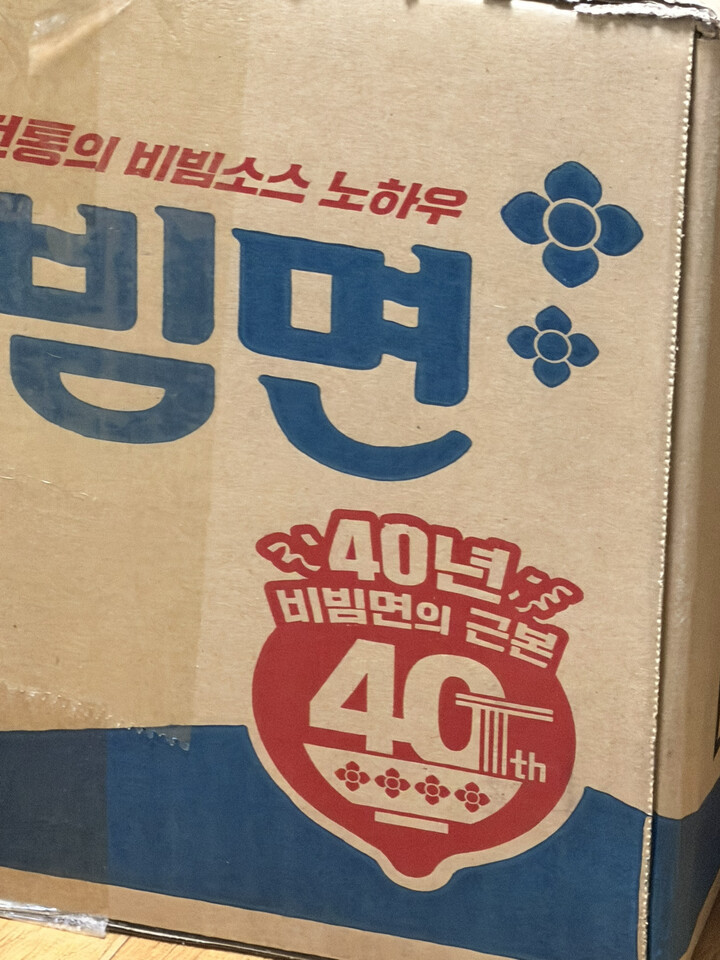 전통의 비빔소스 노하우
빔면
40년
비빔면의 근본
40th